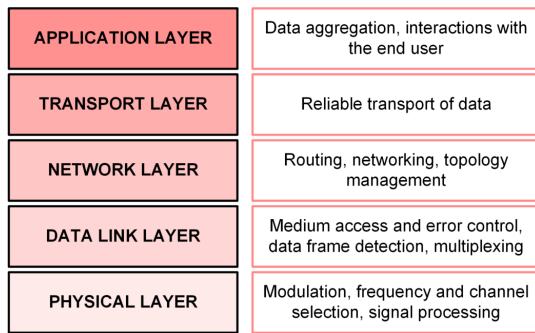 APPLICATION LAYER
Data aggregation, interactions with
the end user
TRANSPORT LAYER
Reliable transport of data
NETWORK LAYER
Routing, networking, topology
management
DATA LINK LAYER
Medium access and error control,
data frame detection, multiplexing
PHYSICAL LAYER
Modulation, frequency and channel
selection, signal processing